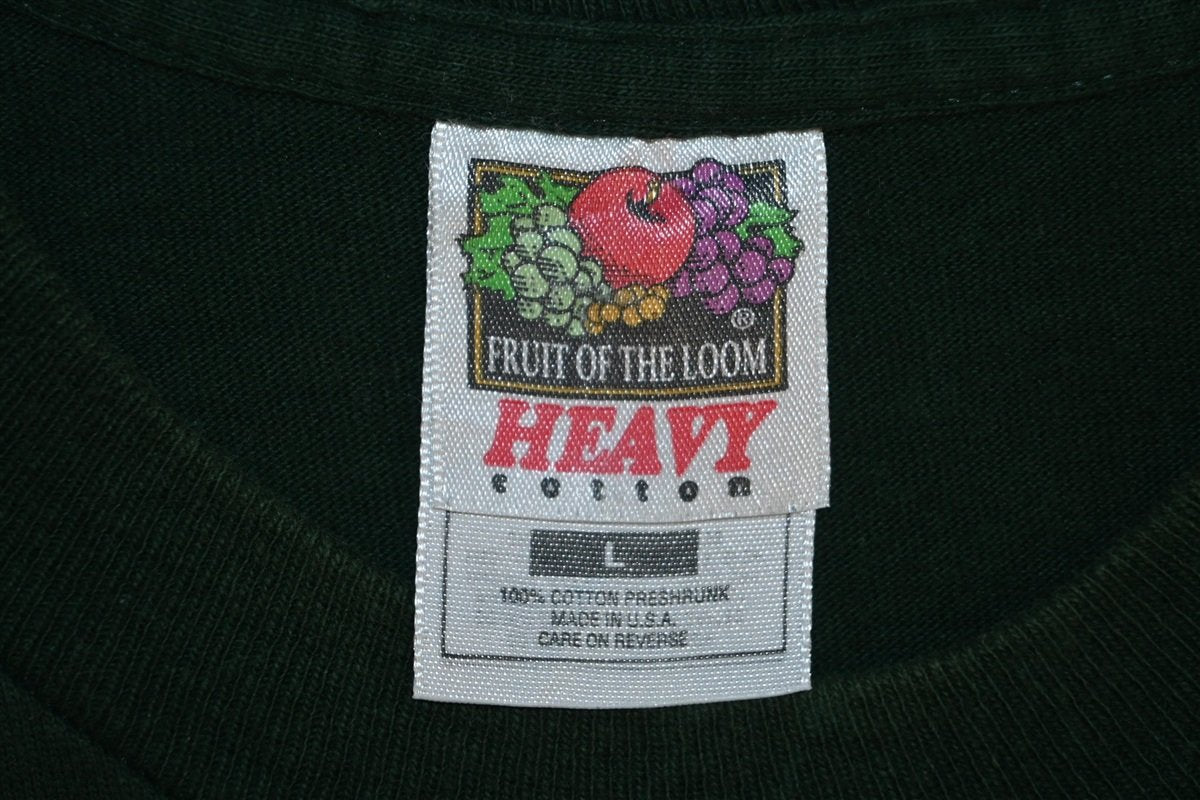 ®
FRUIT OF THE LOOM
HEAVY
cotton
L
100% COTTON PRESHRUNK
MADE IN U.S.A.
CARE ON REVERSE